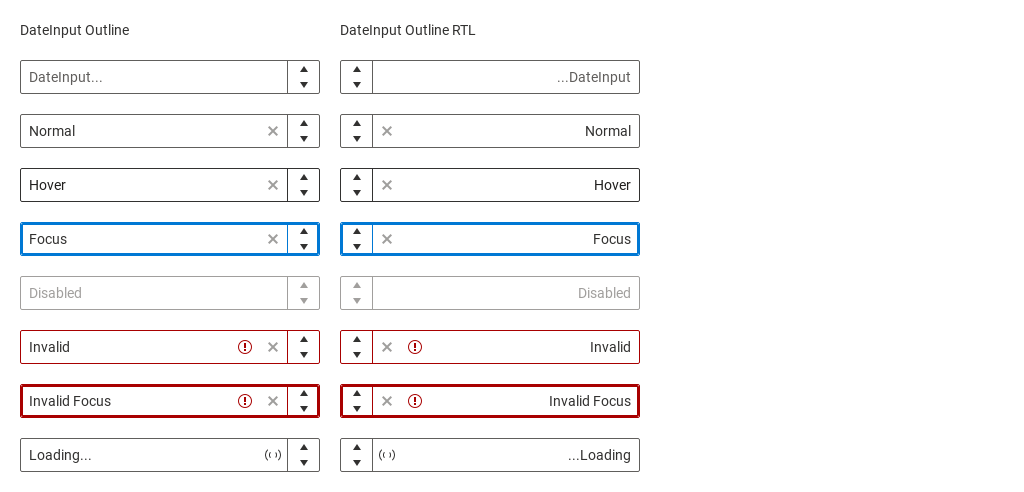 DateInput Outline
DateInput Outline RTL
DateInput...
...DateInput
Normal
Normal
Hover
Hover
Focus
Focus
Disabled
Disabled
Invalid
Invalid
Invalid Focus
Invalid Focus
Loading...
...Loading